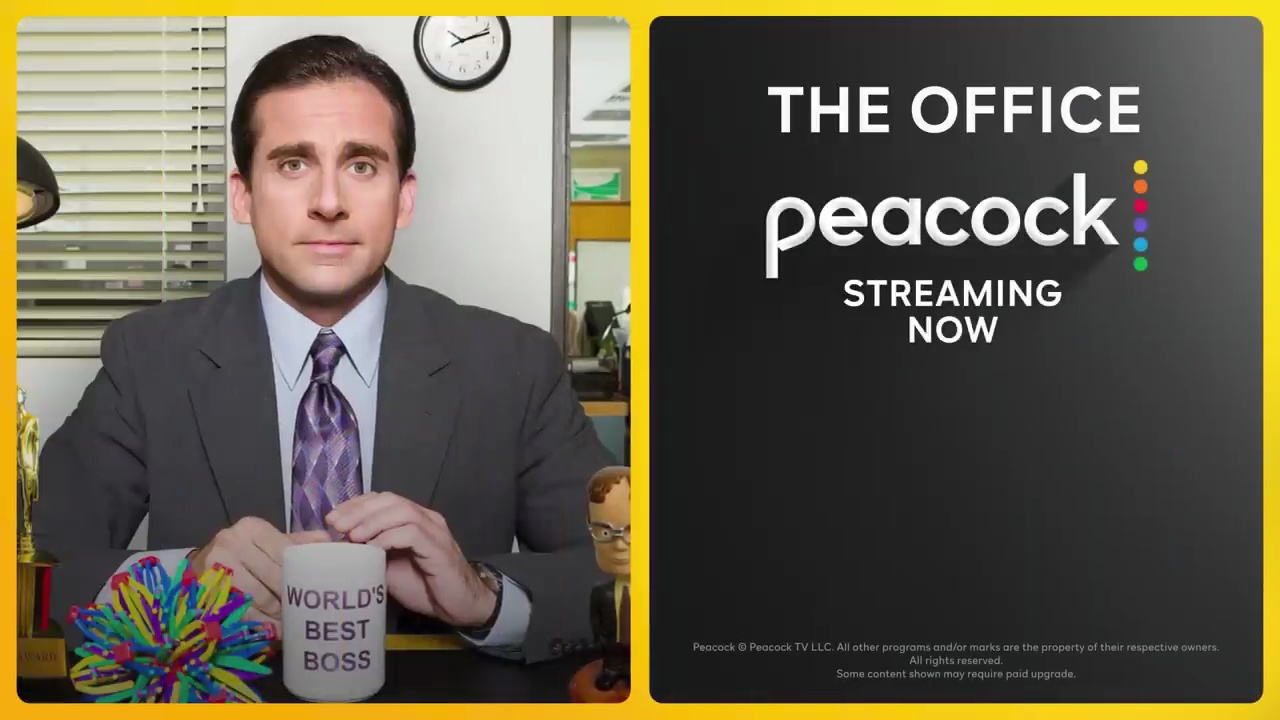 WORLD'S
BEST
BOSS
AWARD
THE OFFICE
peacock
STREAMING
NOW
Peacock © Peacock TV LLC. All other programs and/or marks are the property of their respective owners.
All rights reserved.
Some content shown may require paid upgrade.